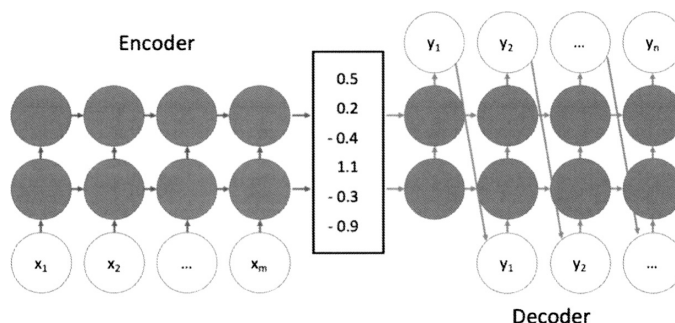 Encoder
y1
y2
...
yn
0.5
0.2
- 0.4
1.1
- 0.3
- 0.9
x1
x2
...
xm
y1
y2
...
Decoder